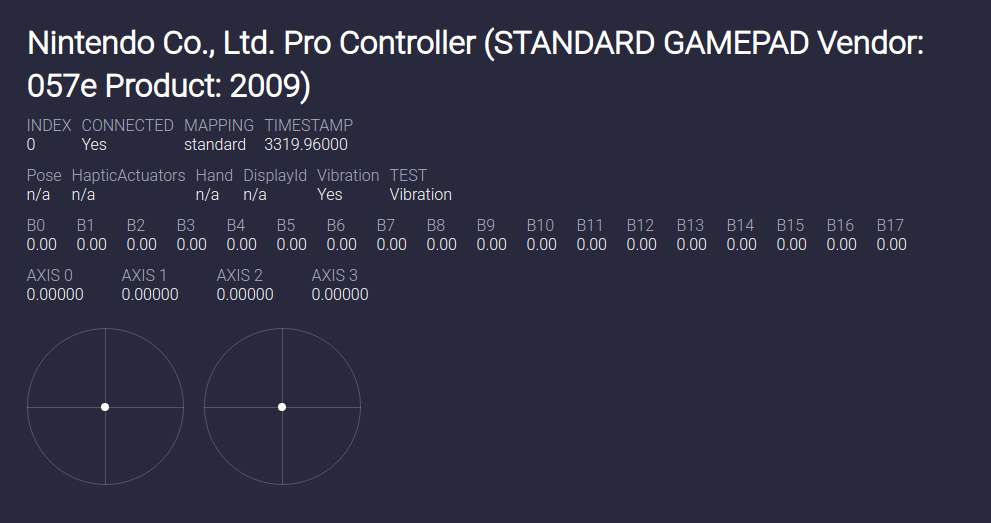 Nintendo Co., Ltd. Pro Controller (STANDARD GAMEPAD Vendor:
057e Product: 2009)
INDEX CONNECTED MAPPING TIMESTAMP
0 Yes standard 3319.96000
Pose HapticActuators Hand DisplayId Vibration TEST
n/a n/a n/a n/a Yes Vibration
B0 B1 B2 B3 B4 B5 B6 B7 B8 B9 B10 B11 B12 B13 B14 B15 B16 B17
0.00 0.00 0.00 0.00 0.00 0.00 0.00 0.00 0.00 0.00 0.00 0.00 0.00 0.00 0.00 0.00 0.00 0.00
AXIS 0 AXIS 1 AXIS 2 AXIS 3
0.00000 0.00000 0.00000 0.00000